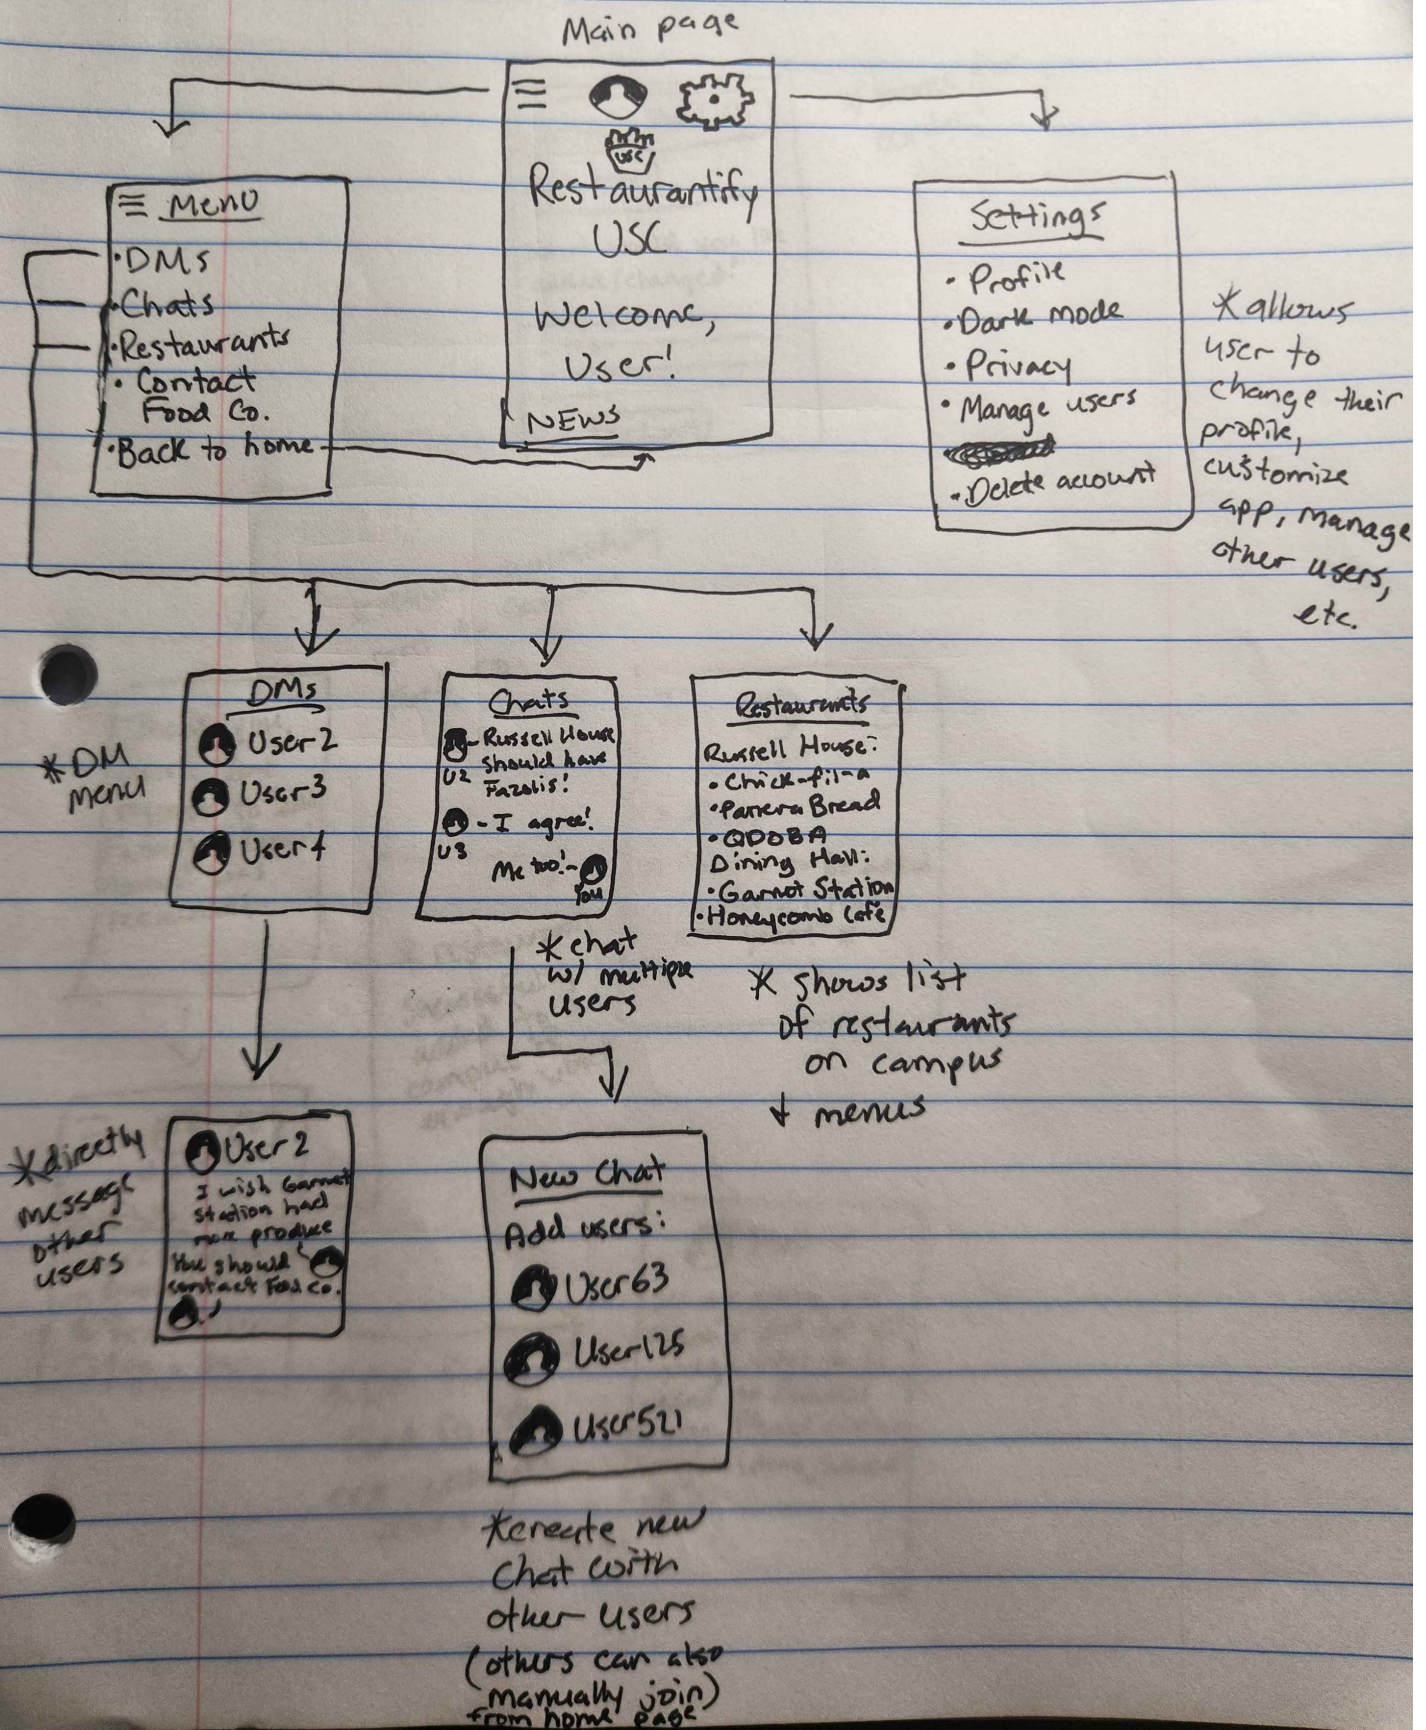 Main page
USC
Restaurantify
USC
Welcome,
User!
NEWS
Menu
•DMs
•Chats
•Restaurants
• Contact
Food Co.
•Back to home
Settings
• Profile
•Dark mode
• Privacy
• Manage users
•
•Delete account
*allows
user to
change their
profile,
customize
app, manage
other users,
etc.
*DM
menu
DMs
User2
User3
User4
Chats
- Russell House
should have
Fazolis!
U2
- I agree!
U3
Me too!-
You
*chat
w/ multiple
users
Restaurants
Russell House:
• Chick-fil-a
•Panera Bread
•QDOBA
Dining Hall:
•Garnet Station
•Honeycomb Cafe
* shows list
of restaurants
on campus
+ menus
*directly
message
other
users
User2
I wish Garnet
Station had
more produce
You should
contact Food Co.
New Chat
Add users:
User63
User125
User521
*create new
chat with
other users
(others can also
manually join)
from home page